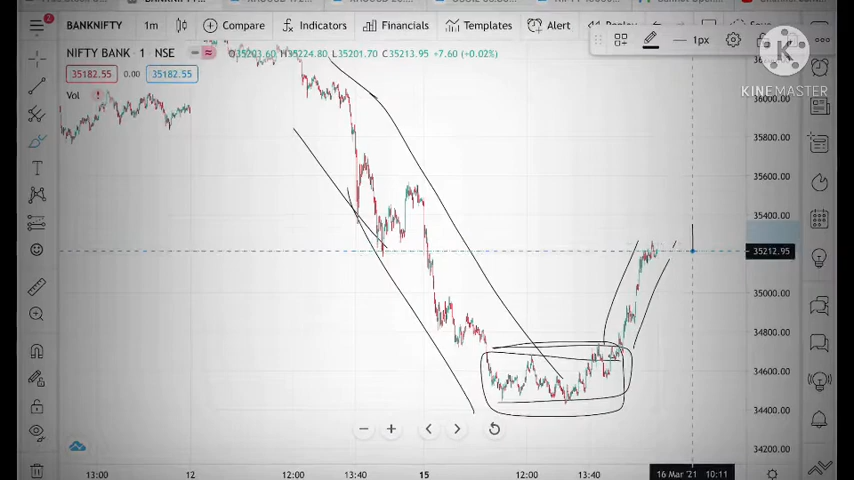 BANKNIFTY 1m Compare Indicators Financials Templates Alert Replay
NIFTY BANK · 1 · NSE O35203.60 H35224.80 L35201.70 C35213.95 +7.60 (+0.02%)
1px
35182.55 0.00 35182.55
Vol
K
KINEMASTER
36000.00
35800.00
35600.00
35400.00
35212.95
35000.00
34800.00
34600.00
34400.00
34200.00
13:00 12 12:00 13:40 15 12:00 13:40 16 Mar '21 10:11